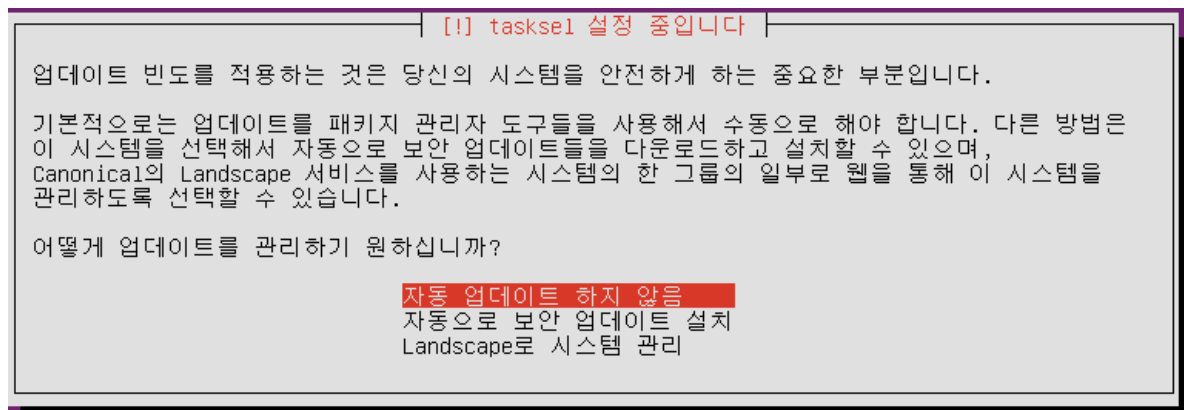 [!] tasksel 설정 중입니다
업데이트 빈도를 적용하는 것은 당신의 시스템을 안전하게 하는 중요한 부분입니다.
기본적으로는 업데이트를 패키지 관리자 도구들을 사용해서 수동으로 해야 합니다. 다른 방법은
이 시스템을 선택해서 자동으로 보안 업데이트들을 다운로드하고 설치할 수 있으며,
Canonical의 Landscape 서비스를 사용하는 시스템의 한 그룹의 일부로 웹을 통해 이 시스템을
관리하도록 선택할 수 있습니다.
어떻게 업데이트를 관리하기 원하십니까?
자동 업데이트 하지 않음
자동으로 보안 업데이트 설치
Landscape로 시스템 관리